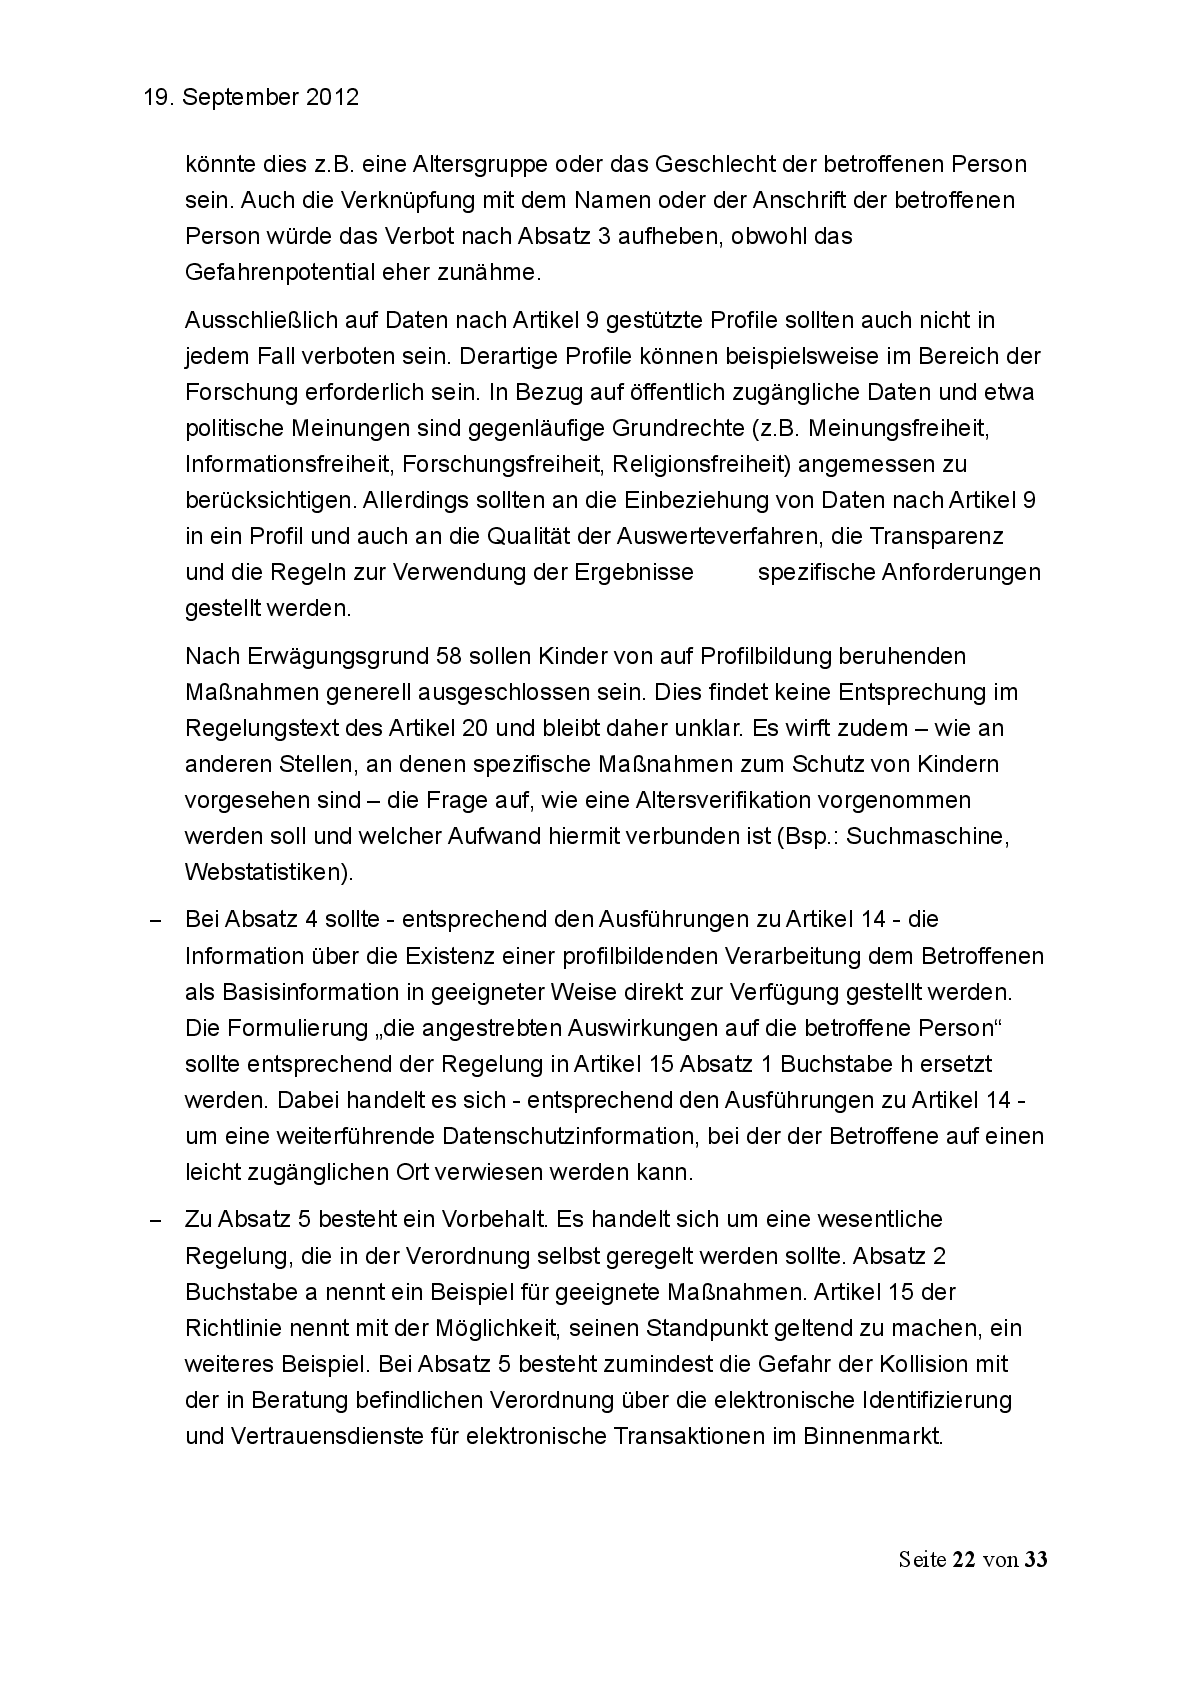 19. September 2012
könnte dies z.B. eine Altersgruppe oder das Geschlecht der betroffenen Person
sein. Auch die Verknüpfung mit dem Namen oder der Anschrift der betroffenen
Person würde das Verbot nach Absatz 3 aufheben, obwohl das
Gefahrenpotential eher zunähme.
Ausschließlich auf Daten nach Artikel 9 gestützte Profile sollten auch nicht in
jedem Fall verboten sein. Derartige Profile können beispielsweise im Bereich der
Forschung erforderlich sein. In Bezug auf öffentlich zugängliche Daten und etwa
politische Meinungen sind gegenläufige Grundrechte (z.B. Meinungsfreiheit,
Informationsfreiheit, Forschungsfreiheit, Religionsfreiheit) angemessen zu
berücksichtigen. Allerdings sollten an die Einbeziehung von Daten nach Artikel 9
in ein Profil und auch an die Qualität der Auswerteverfahren, die Transparenz
und die Regeln zur Verwendung der Ergebnisse spezifische Anforderungen
gestellt werden.
Nach Erwägungsgrund 58 sollen Kinder von auf Profilbildung beruhenden
Maßnahmen generell ausgeschlossen sein. Dies findet keine Entsprechung im
Regelungstext des Artikel 20 und bleibt daher unklar. Es wirft zudem – wie an
anderen Stellen, an denen spezifische Maßnahmen zum Schutz von Kindern
vorgesehen sind – die Frage auf, wie eine Altersverifikation vorgenommen
werden soll und welcher Aufwand hiermit verbunden ist (Bsp.: Suchmaschine,
Webstatistiken).
– Bei Absatz 4 sollte - entsprechend den Ausführungen zu Artikel 14 - die
Information über die Existenz einer profilbildenden Verarbeitung dem Betroffenen
als Basisinformation in geeigneter Weise direkt zur Verfügung gestellt werden.
Die Formulierung „die angestrebten Auswirkungen auf die betroffene Person“
sollte entsprechend der Regelung in Artikel 15 Absatz 1 Buchstabe h ersetzt
werden. Dabei handelt es sich - entsprechend den Ausführungen zu Artikel 14 -
um eine weiterführende Datenschutzinformation, bei der der Betroffene auf einen
leicht zugänglichen Ort verwiesen werden kann.
– Zu Absatz 5 besteht ein Vorbehalt. Es handelt sich um eine wesentliche
Regelung, die in der Verordnung selbst geregelt werden sollte. Absatz 2
Buchstabe a nennt ein Beispiel für geeignete Maßnahmen. Artikel 15 der
Richtlinie nennt mit der Möglichkeit, seinen Standpunkt geltend zu machen, ein
weiteres Beispiel. Bei Absatz 5 besteht zumindest die Gefahr der Kollision mit
der in Beratung befindlichen Verordnung über die elektronische Identifizierung
und Vertrauensdienste für elektronische Transaktionen im Binnenmarkt.
Seite 22 von 33